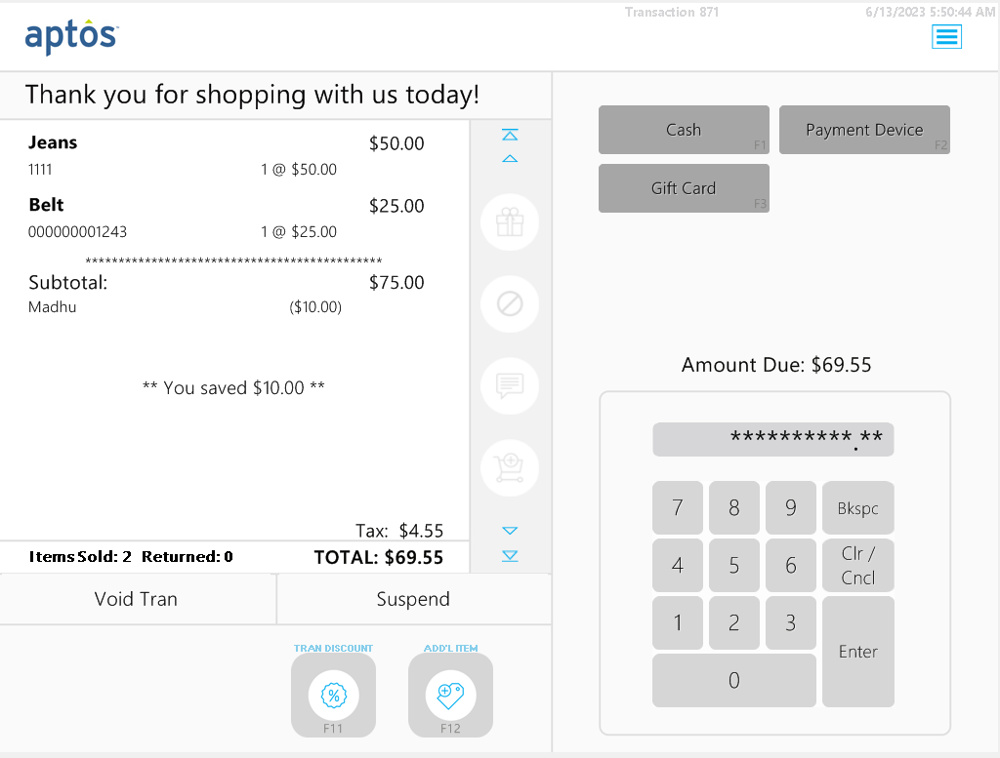 Transaction 871 6/13/2023 5:50:44 AM
aptos
Thank you for shopping with us today!
Jeans $50.00
1111 1 @ $50.00
Belt $25.00
000000001243 1 @ $25.00
*********************************************
Subtotal: $75.00
Madhu ($10.00)
** You saved $10.00 **
Tax: $4.55
Items Sold: 2 Returned: 0 TOTAL: $69.55
Void Tran Suspend
TRAN DISCOUNT ADD'L ITEM
%
F11 F12
Cash F1 Payment Device F2
Gift Card F3
Amount Due: $69.55
**********.**
7 8 9 Bkspc
4 5 6 Clr /
Cncl
1 2 3
Enter
0